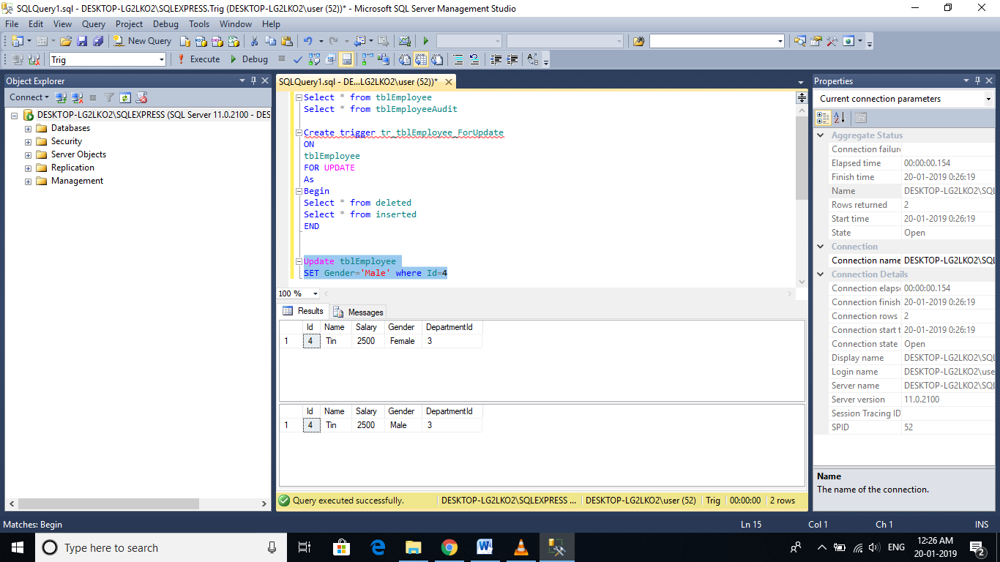 SQLQuery1.sql - DESKTOP-LG2LKO2\SQLEXPRESS.Trig (DESKTOP-LG2LKO2\user (52))* - Microsoft SQL Server Management Studio
File Edit View Query Project Debug Tools Window Help
New Query
Trig Execute Debug
Object Explorer
Connect
DESKTOP-LG2LKO2\SQLEXPRESS (SQL Server 11.0.2100 - DES
Databases
Security
Server Objects
Replication
Management
SQLQuery1.sql - DE...LG2LKO2\user (52))*
Select * from tblEmployee
Select * from tblEmployeeAudit
Create trigger tr_tblEmployee_ForUpdate
ON
tblEmployee
FOR UPDATE
As
Begin
Select * from deleted
Select * from inserted
END
Update tblEmployee
SET Gender='Male' where Id=4
100 %
Results Messages
Id Name Salary Gender DepartmentId
1 4 Tin 2500 Female 3
Id Name Salary Gender DepartmentId
1 4 Tin 2500 Male 3
Query executed successfully. DESKTOP-LG2LKO2\SQLEXPRESS ... DESKTOP-LG2LKO2\user (52) Trig 00:00:00 2 rows
Properties
Current connection parameters
Aggregate Status
Connection failure
Elapsed time 00:00:00.154
Finish time 20-01-2019 0:26:19
Name DESKTOP-LG2LKO2\SQL
Rows returned 2
Start time 20-01-2019 0:26:19
State Open
Connection
Connection name DESKTOP-LG2LKO2\SQL
Connection Details
Connection elapse 00:00:00.154
Connection finish 20-01-2019 0:26:19
Connection rows 2
Connection start t 20-01-2019 0:26:19
Connection state Open
Display name DESKTOP-LG2LKO2\SQL
Login name DESKTOP-LG2LKO2\use
Server name DESKTOP-LG2LKO2\SQL
Server version 11.0.2100
Session Tracing ID
SPID 52
Name
The name of the connection.
Matches: Begin Ln 15 Col 1 Ch 1 INS
Type here to search
ENG
12:26 AM
20-01-2019
2